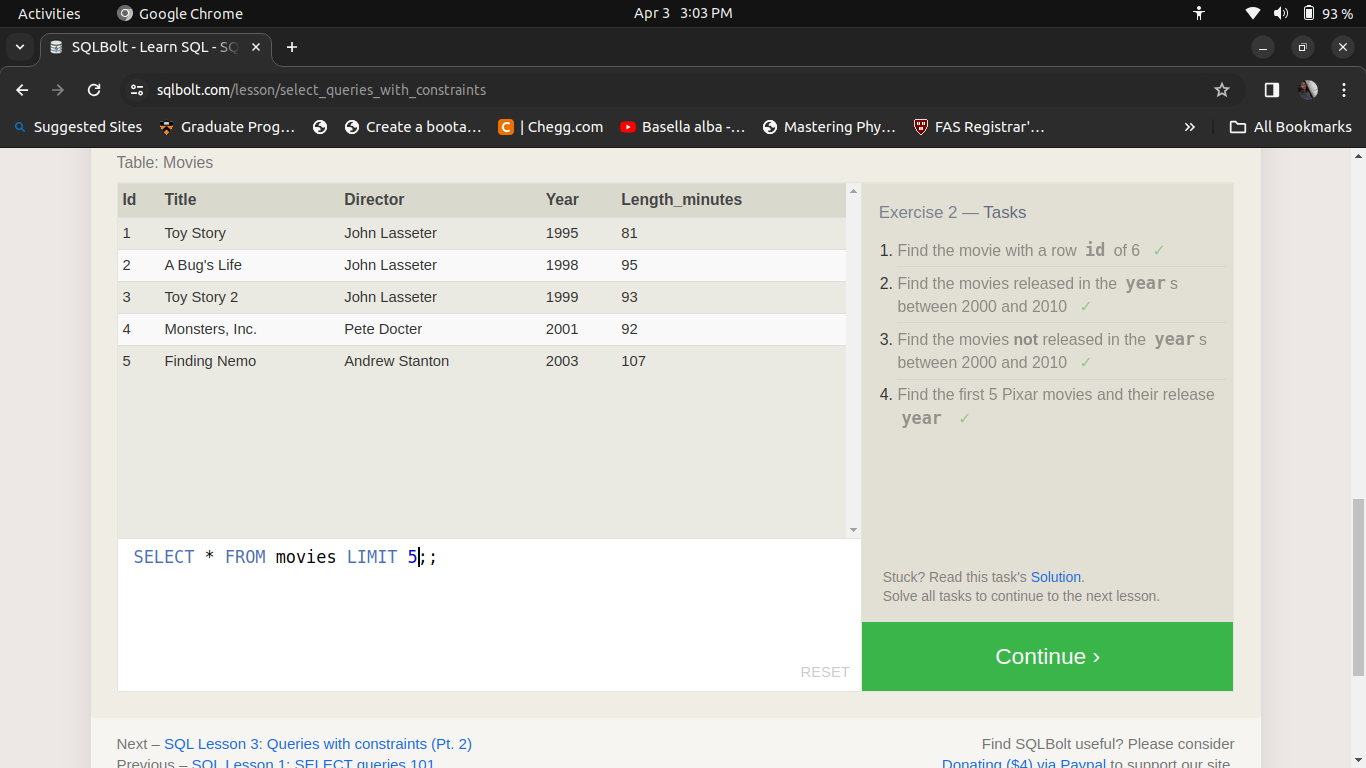 Activities Google Chrome Apr 3 3:03 PM 93 %
SQLBolt - Learn SQL - SQ
sqlbolt.com/lesson/select_queries_with_constraints
Suggested Sites Graduate Prog… Create a boota… | Chegg.com Basella alba -… Mastering Phy… FAS Registrar'… » All Bookmarks
Table: Movies
Id Title Director Year Length_minutes
1 Toy Story John Lasseter 1995 81
2 A Bug's Life John Lasseter 1998 95
3 Toy Story 2 John Lasseter 1999 93
4 Monsters, Inc. Pete Docter 2001 92
5 Finding Nemo Andrew Stanton 2003 107
Exercise 2 — Tasks
1. Find the movie with a row id of 6 ✓
2. Find the movies released in the year s
between 2000 and 2010 ✓
3. Find the movies not released in the year s
between 2000 and 2010 ✓
4. Find the first 5 Pixar movies and their release
year ✓
SELECT * FROM movies LIMIT 5;;
RESET
Stuck? Read this task's Solution.
Solve all tasks to continue to the next lesson.
Continue ›
Next – SQL Lesson 3: Queries with constraints (Pt. 2)
Previous – SQL Lesson 1: SELECT queries 101
Find SQLBolt useful? Please consider
Donating ($4) via Paypal to support our site.